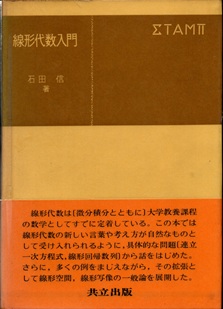 線形代数入門
ΣTAMΠ
石田 信
著
線形代数は〔微分積分とともに〕大学教養課程
の数学としてすでに定着している．この本では
線形代数の新しい言葉や考え方が自然なものと
して受け入れられるように，具体的な問題〔連立
一次方程式，線形回帰数列〕から話をはじめた．
さらに，多くの例をまじえながら，その拡張と
して線形空間，線形写像の一般論を展開した．
共立出版